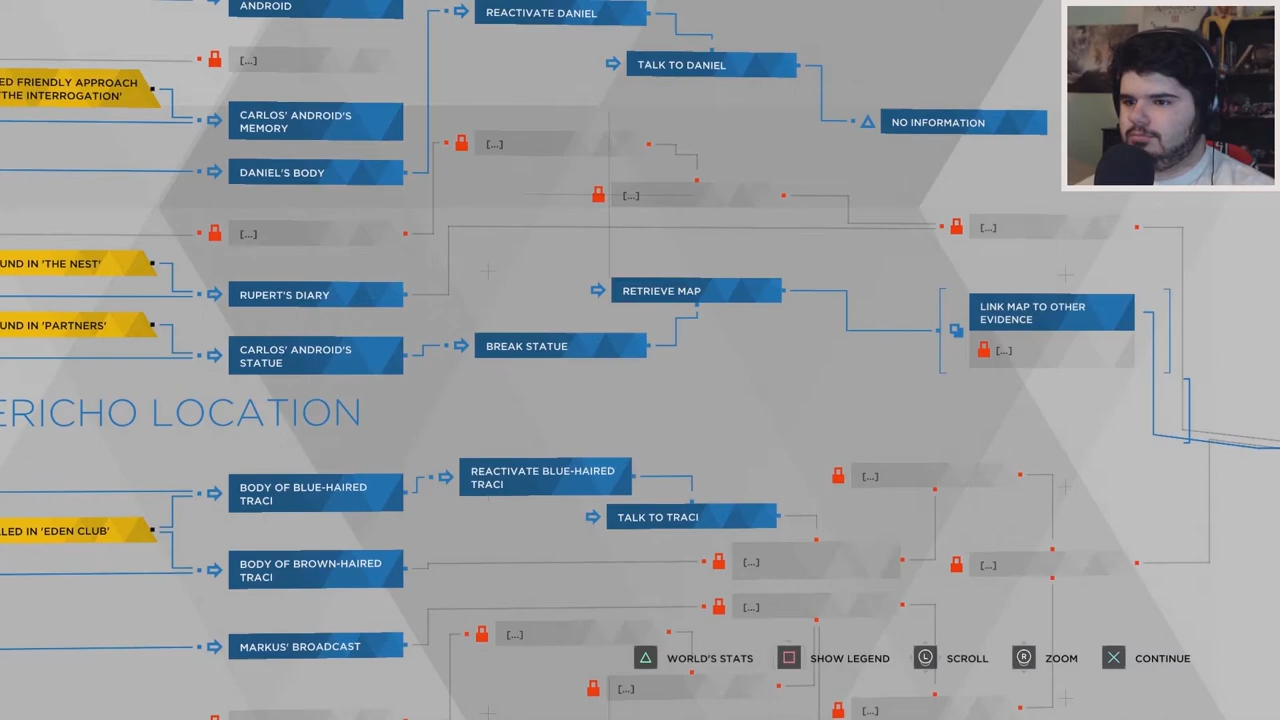 ANDROID
REACTIVATE DANIEL
[...]
TALK TO DANIEL
ED FRIENDLY APPROACH
'THE INTERROGATION'
CARLOS' ANDROID'S
MEMORY
NO INFORMATION
[...]
DANIEL'S BODY
[...]
[...]
[...]
UND IN 'THE NEST'
RUPERT'S DIARY
RETRIEVE MAP
LINK MAP TO OTHER
EVIDENCE
UND IN 'PARTNERS'
CARLOS' ANDROID'S
STATUE
BREAK STATUE
[...]
ERICHO LOCATION
REACTIVATE BLUE-HAIRED
TRACI
[...]
BODY OF BLUE-HAIRED
TRACI
TALK TO TRACI
LLED IN 'EDEN CLUB'
BODY OF BROWN-HAIRED
TRACI
[...]
[...]
[...]
[...]
MARKUS' BROADCAST
WORLD'S STATS
SHOW LEGEND
L SCROLL
R ZOOM
CONTINUE
[...]
[...]